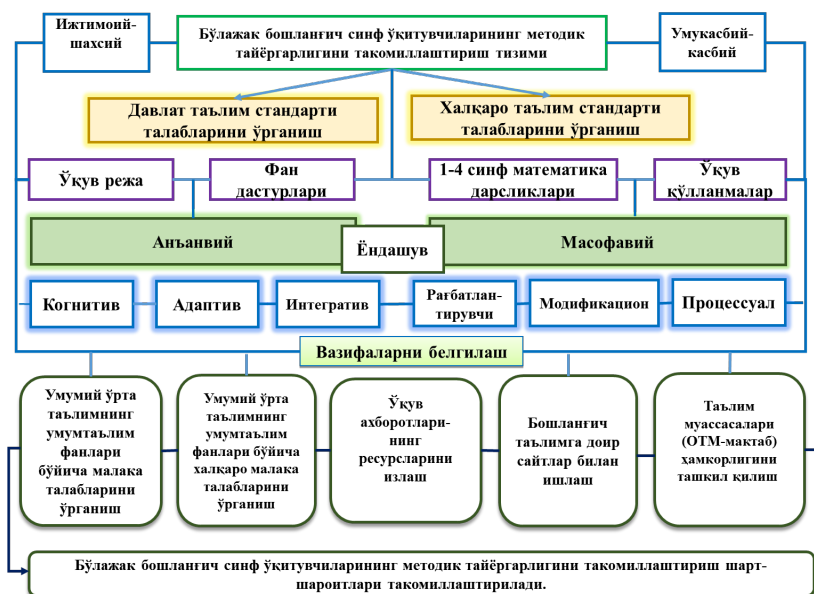 Ижтимоий-
шахсий
Бўлажак бошланғич синф ўқитувчиларининг методик
тайёргарлигини такомиллаштириш тизими
Умукасбий-
касбий
Давлат таълим стандарти
талабларини ўрганиш
Халқаро таълим стандарти
талабларини ўрганиш
Ўқув режа
Фан
дастурлари
1-4 синф математика
дарсликлари
Ўқув
қўлланмалар
Анъанвий
Ёндашув
Масофавий
Когнитив
Адаптив
Интегратив
Рағбатлан-
тирувчи
Модификацион
Процессуал
Вазифаларни белгилаш
Умумий ўрта
таълимнинг
умумтаълим
фанлари
бўйича малака
талабларини
ўрганиш
Умумий ўрта
таълимнинг
умумтаълим
фанлари бўйича
халқаро малака
талабларини
ўрганиш
Ўқув
ахборотлари-
нинг
ресурсларини
излаш
Бошланғич
таълимга доир
сайтлар билан
ишлаш
Таълим
муассасалари
(ОТМ-мактаб)
ҳамкорлигини
ташкил қилиш
Бўлажак бошланғич синф ўқитувчиларининг методик тайёргарлигини такомиллаштириш шарт-
шароитлари такомиллаштирилади.